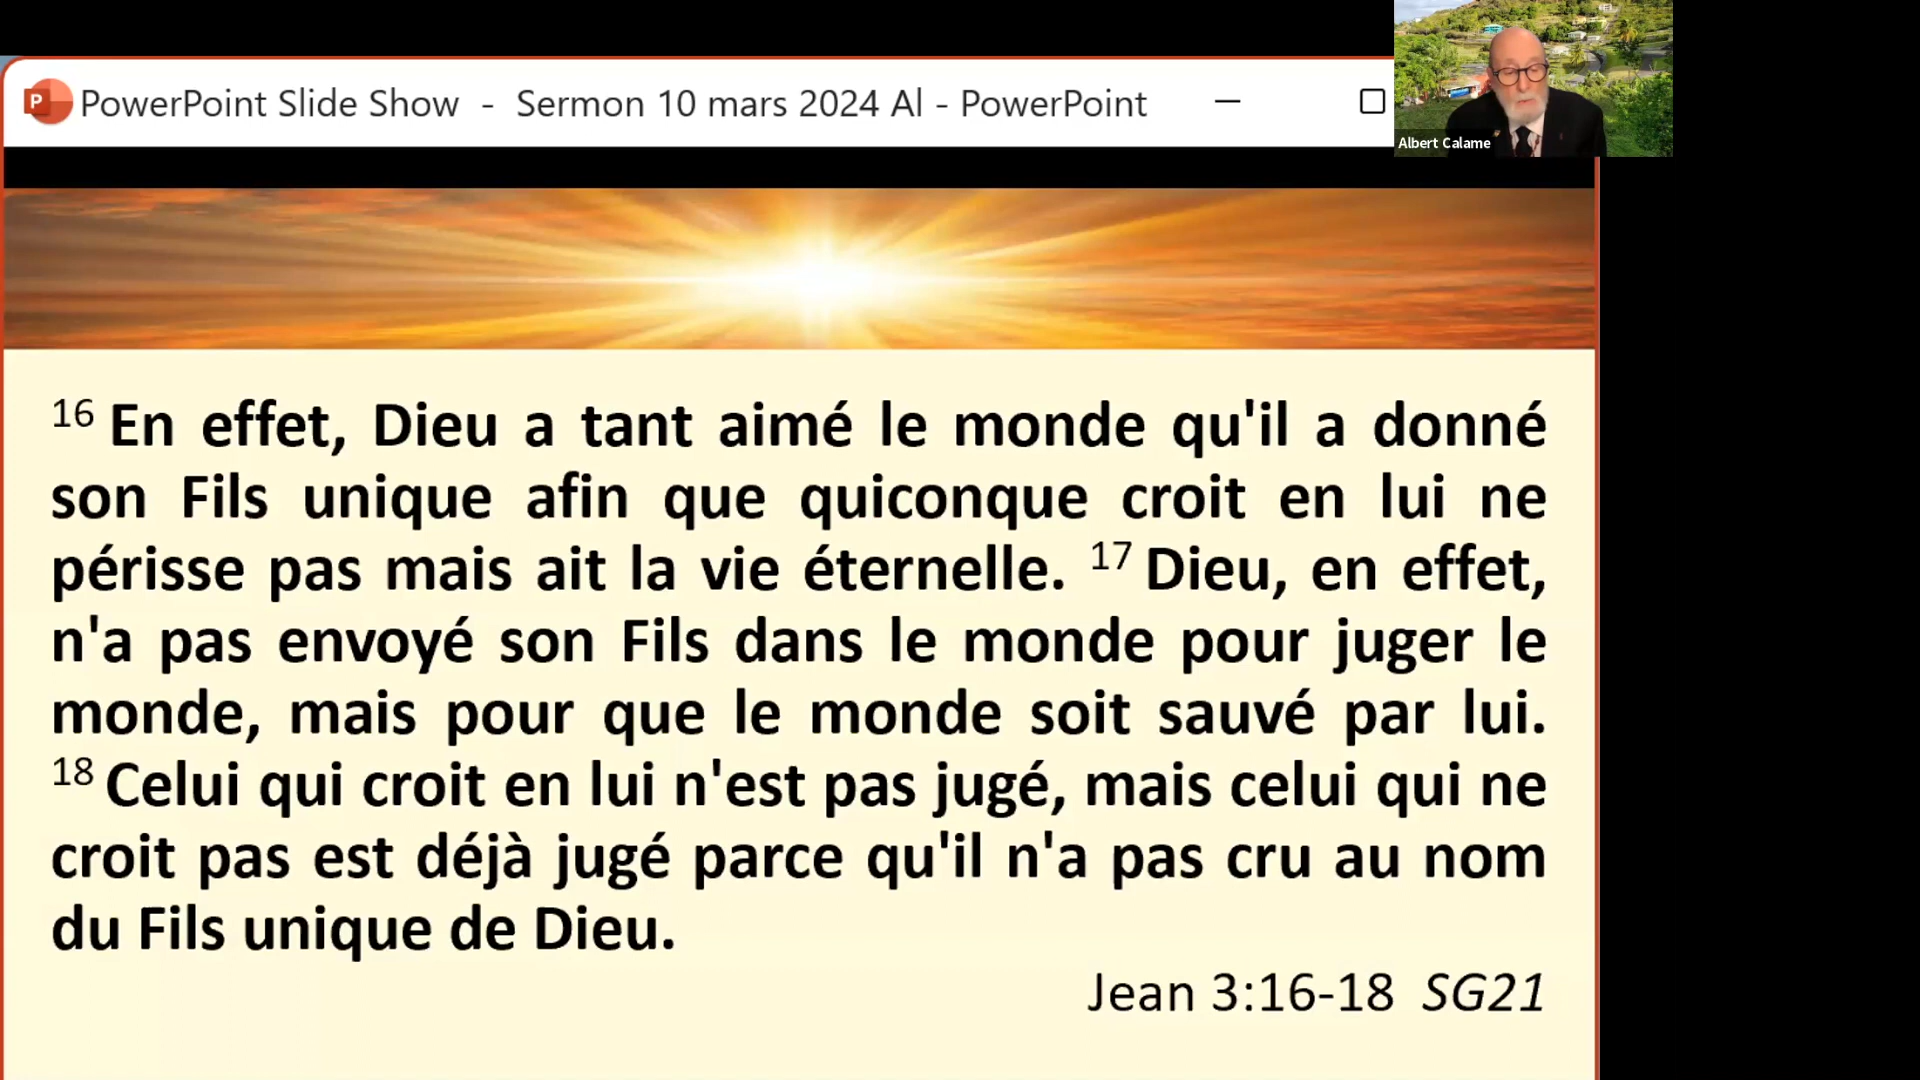 PowerPoint Slide Show - Sermon 10 mars 2024 Al - PowerPoint
Albert Calame
16 En effet, Dieu a tant aimé le monde qu'il a donné
son Fils unique afin que quiconque croit en lui ne
périsse pas mais ait la vie éternelle. 17 Dieu, en effet,
n'a pas envoyé son Fils dans le monde pour juger le
monde, mais pour que le monde soit sauvé par lui.
18 Celui qui croit en lui n'est pas jugé, mais celui qui ne
croit pas est déjà jugé parce qu'il n'a pas cru au nom
du Fils unique de Dieu.
Jean 3:16-18 SG21